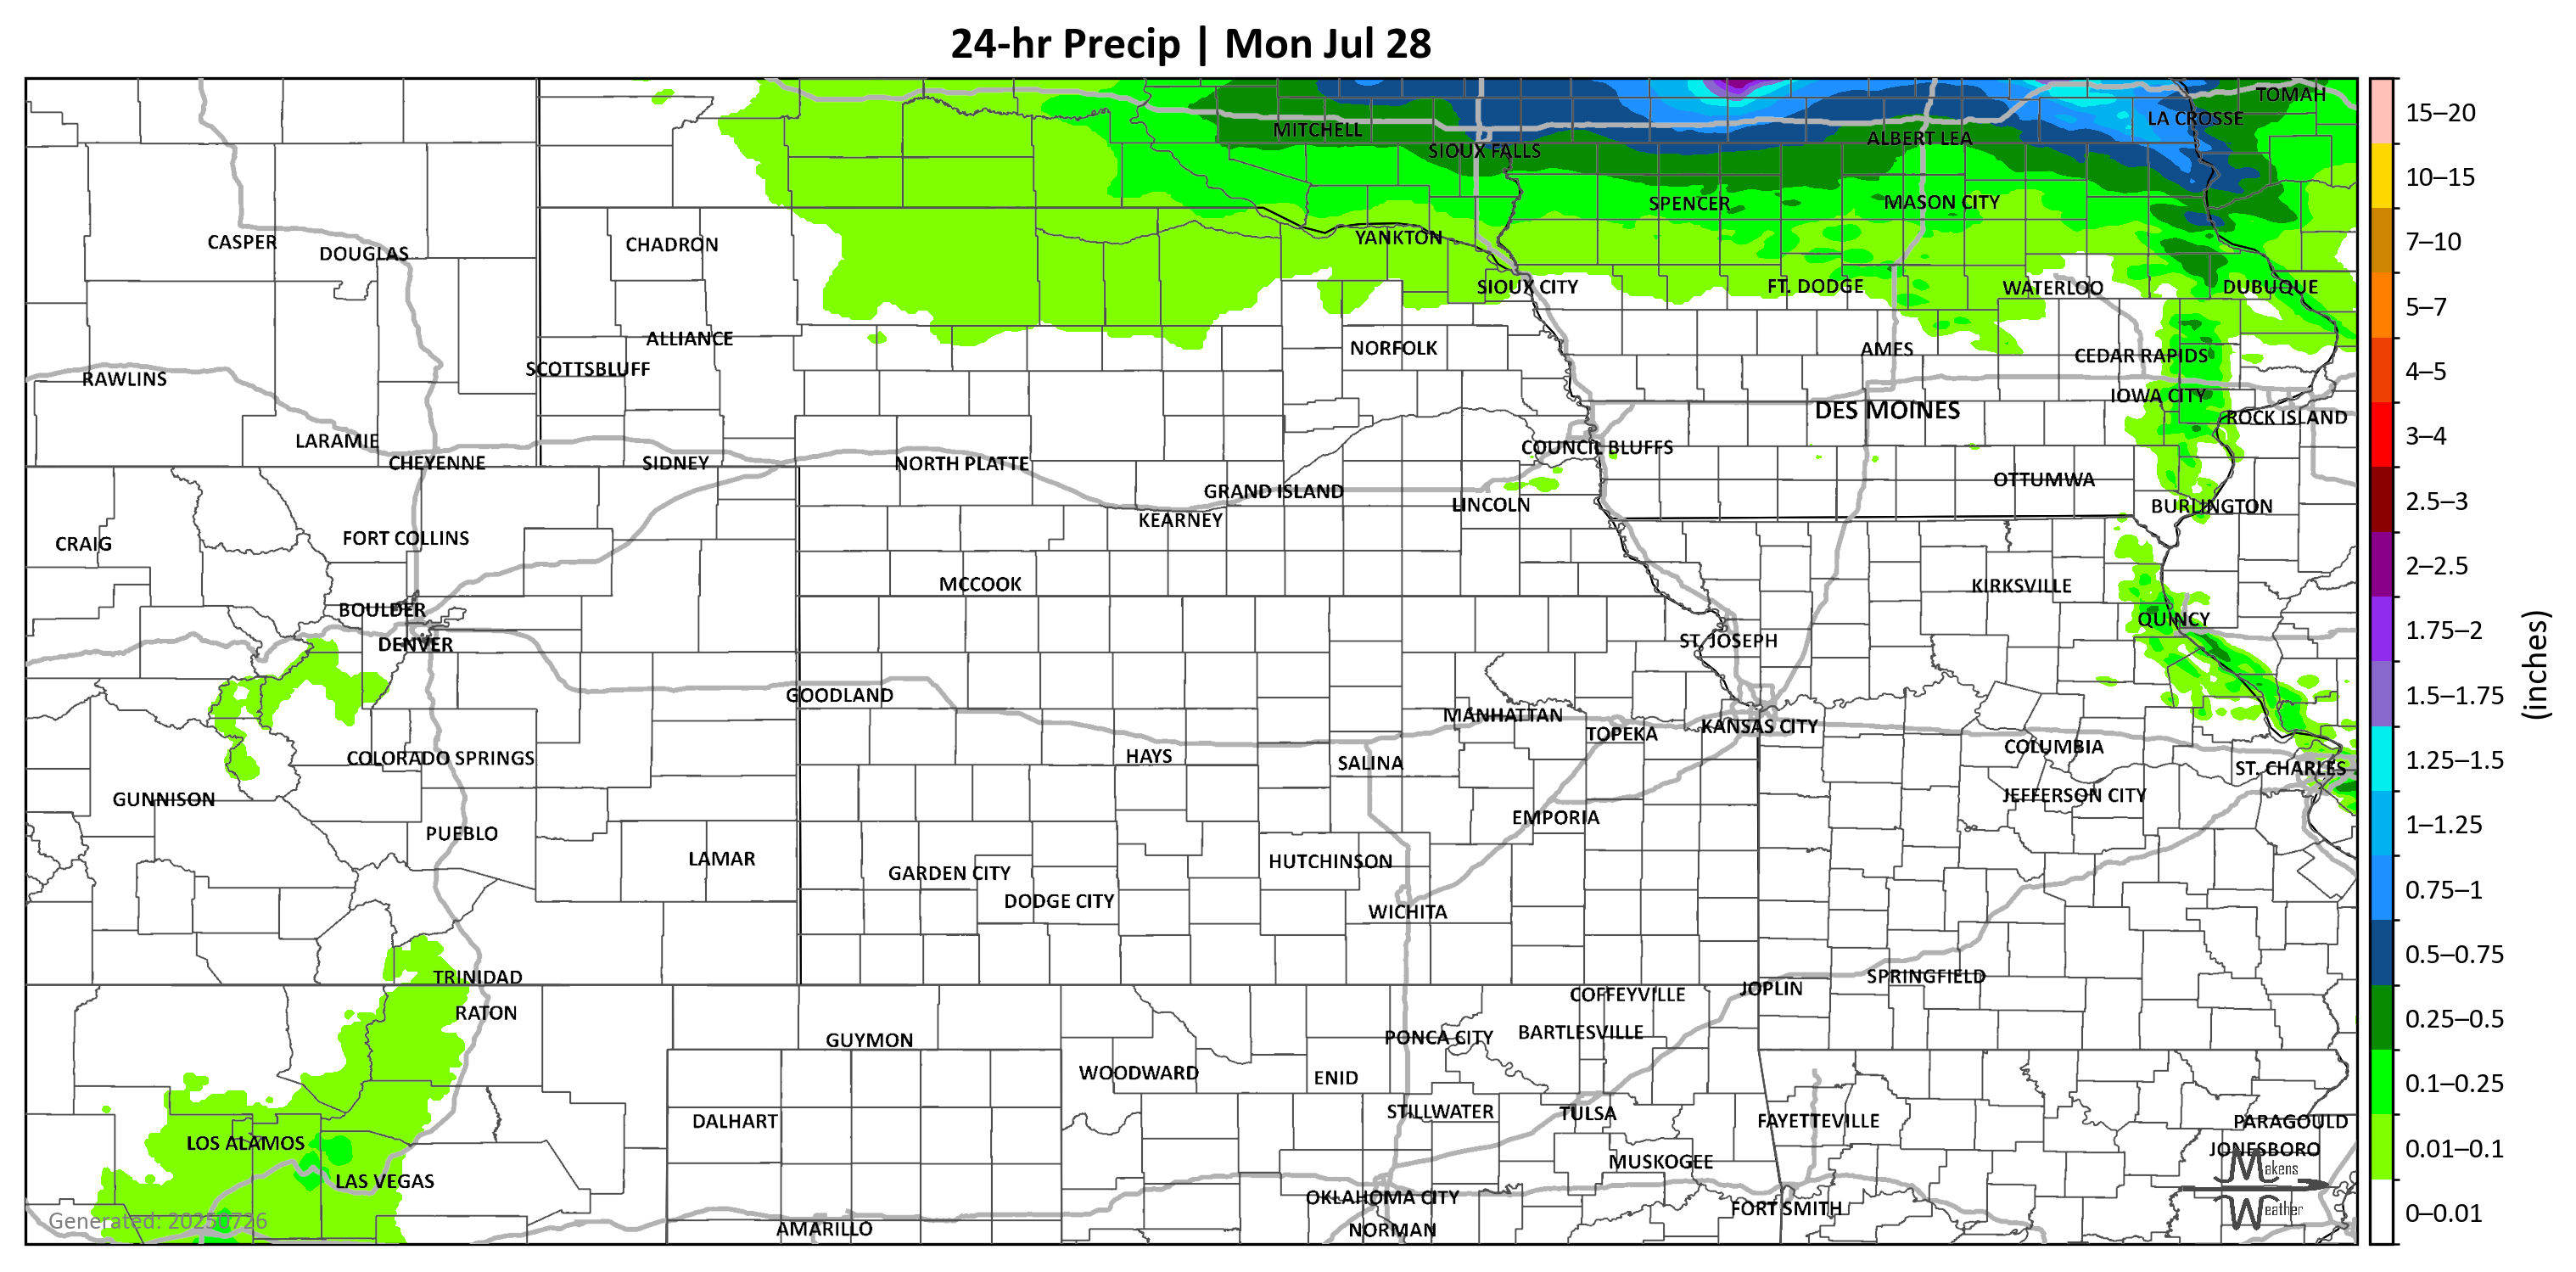 24-hr Precip | Mon Jul 28
TOMAH
LA CROSSE
MITCHELL
ALBERT LEA
SIOUX FALLS
SPENCER
MASON CITY
YANKTON
CASPER
CHADRON
DOUGLAS
SIOUX CITY
FT. DODGE
WATERLOO
DUBUQUE
ALLIANCE
NORFOLK
AMES
CEDAR RAPIDS
SCOTTSBLUFF
RAWLINS
IOWA CITY
DES MOINES
ROCK ISLAND
LARAMIE
COUNCIL BLUFFS
CHEYENNE
SIDNEY
NORTH PLATTE
OTTUMWA
GRAND ISLAND
LINCOLN
BURLINGTON
KEARNEY
FORT COLLINS
CRAIG
MCCOOK
KIRKSVILLE
BOULDER
QUINCY
DENVER
ST. JOSEPH
GOODLAND
MANHATTAN
KANSAS CITY
TOPEKA
COLUMBIA
COLORADO SPRINGS
HAYS
SALINA
ST. CHARLES
GUNNISON
JEFFERSON CITY
EMPORIA
PUEBLO
LAMAR
HUTCHINSON
GARDEN CITY
DODGE CITY
WICHITA
TRINIDAD
SPRINGFIELD
JOPLIN
COFFEYVILLE
RATON
BARTLESVILLE
PONCA CITY
GUYMON
WOODWARD
ENID
STILLWATER
TULSA
DALHART
FAYETTEVILLE
PARAGOULD
LOS ALAMOS
JONESBORO
MUSKOGEE
LAS VEGAS
OKLAHOMA CITY
FORT SMITH
AMARILLO
NORMAN
Generated: 20250726
Makens
Weather
15–20
10–15
7–10
5–7
4–5
3–4
2.5–3
2–2.5
1.75–2
1.5–1.75
1.25–1.5
1–1.25
0.75–1
0.5–0.75
0.25–0.5
0.1–0.25
0.01–0.1
0–0.01
(inches)